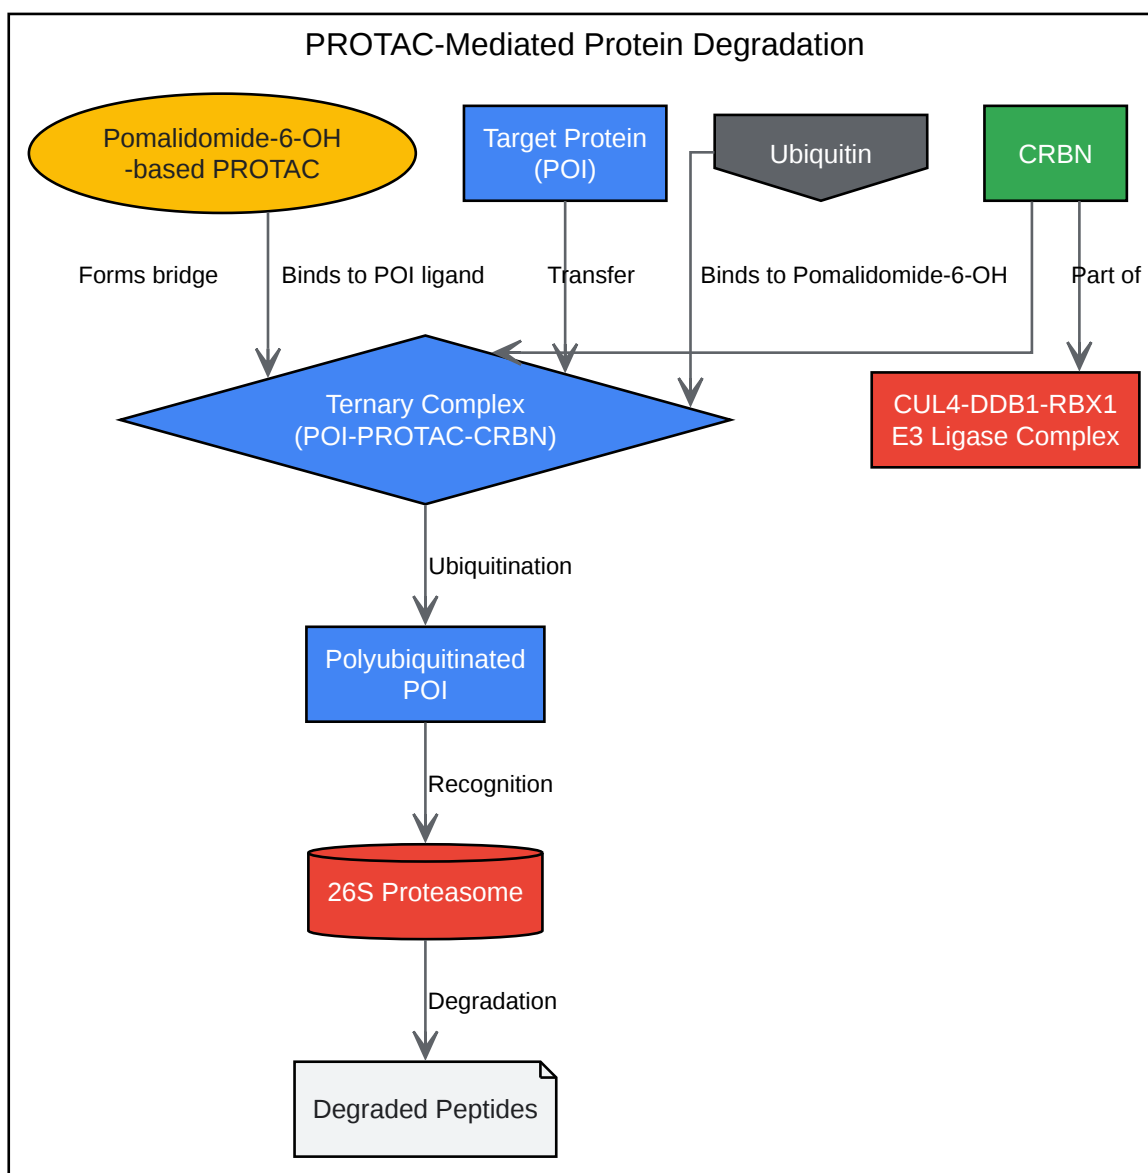 PROTAC-Mediated Protein Degradation
Pomalidomide-6-OH
-based PROTAC
Target Protein
(POI)
Ubiquitin
CRBN
Forms bridge
Binds to POI ligand
Transfer
Binds to Pomalidomide-6-OH
Part of
Ternary Complex
(POI-PROTAC-CRBN)
CUL4-DDB1-RBX1
E3 Ligase Complex
Ubiquitination
Polyubiquitinated
POI
Recognition
26S Proteasome
Degradation
Degraded Peptides